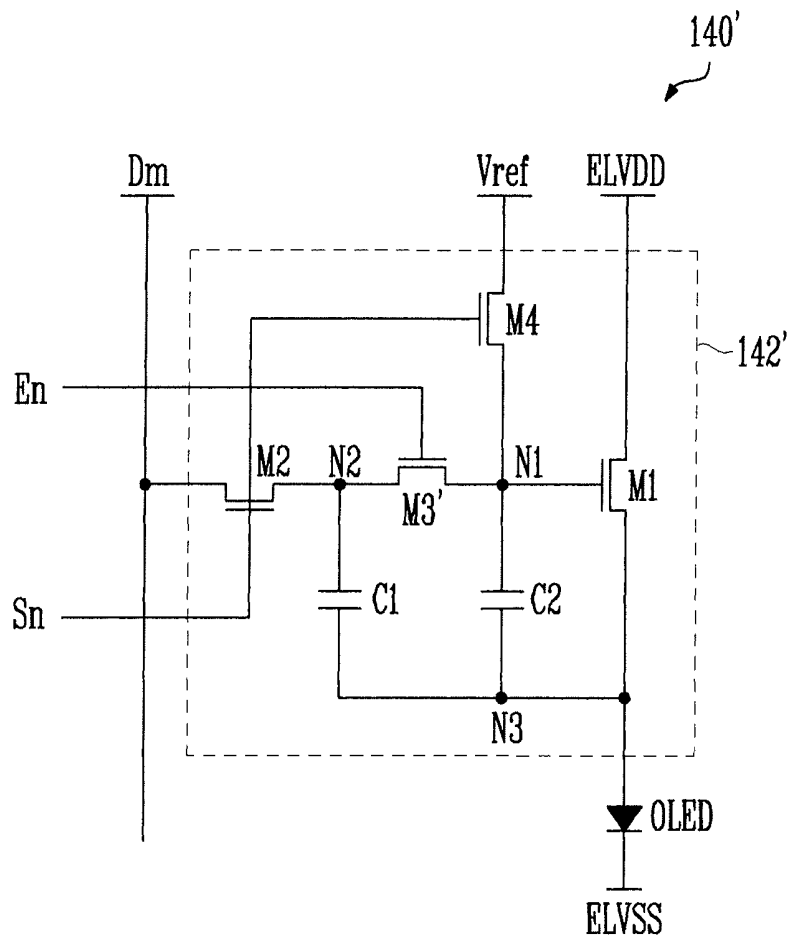 140'
Dm
Vref
ELVDD
M4
142'
En
M2
N2
N1
M1
M3'
C1
C2
Sn
N3
OLED
ELVSS